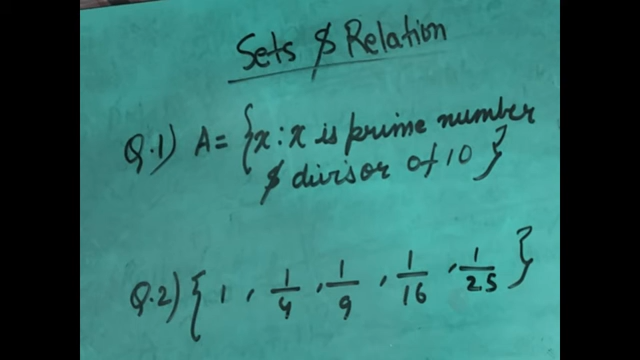 Sets & Relation
Q.1) A = {x : x is prime number
& divisor of 10}
Q.2) {1, 1/4, 1/9, 1/16, 1/25}